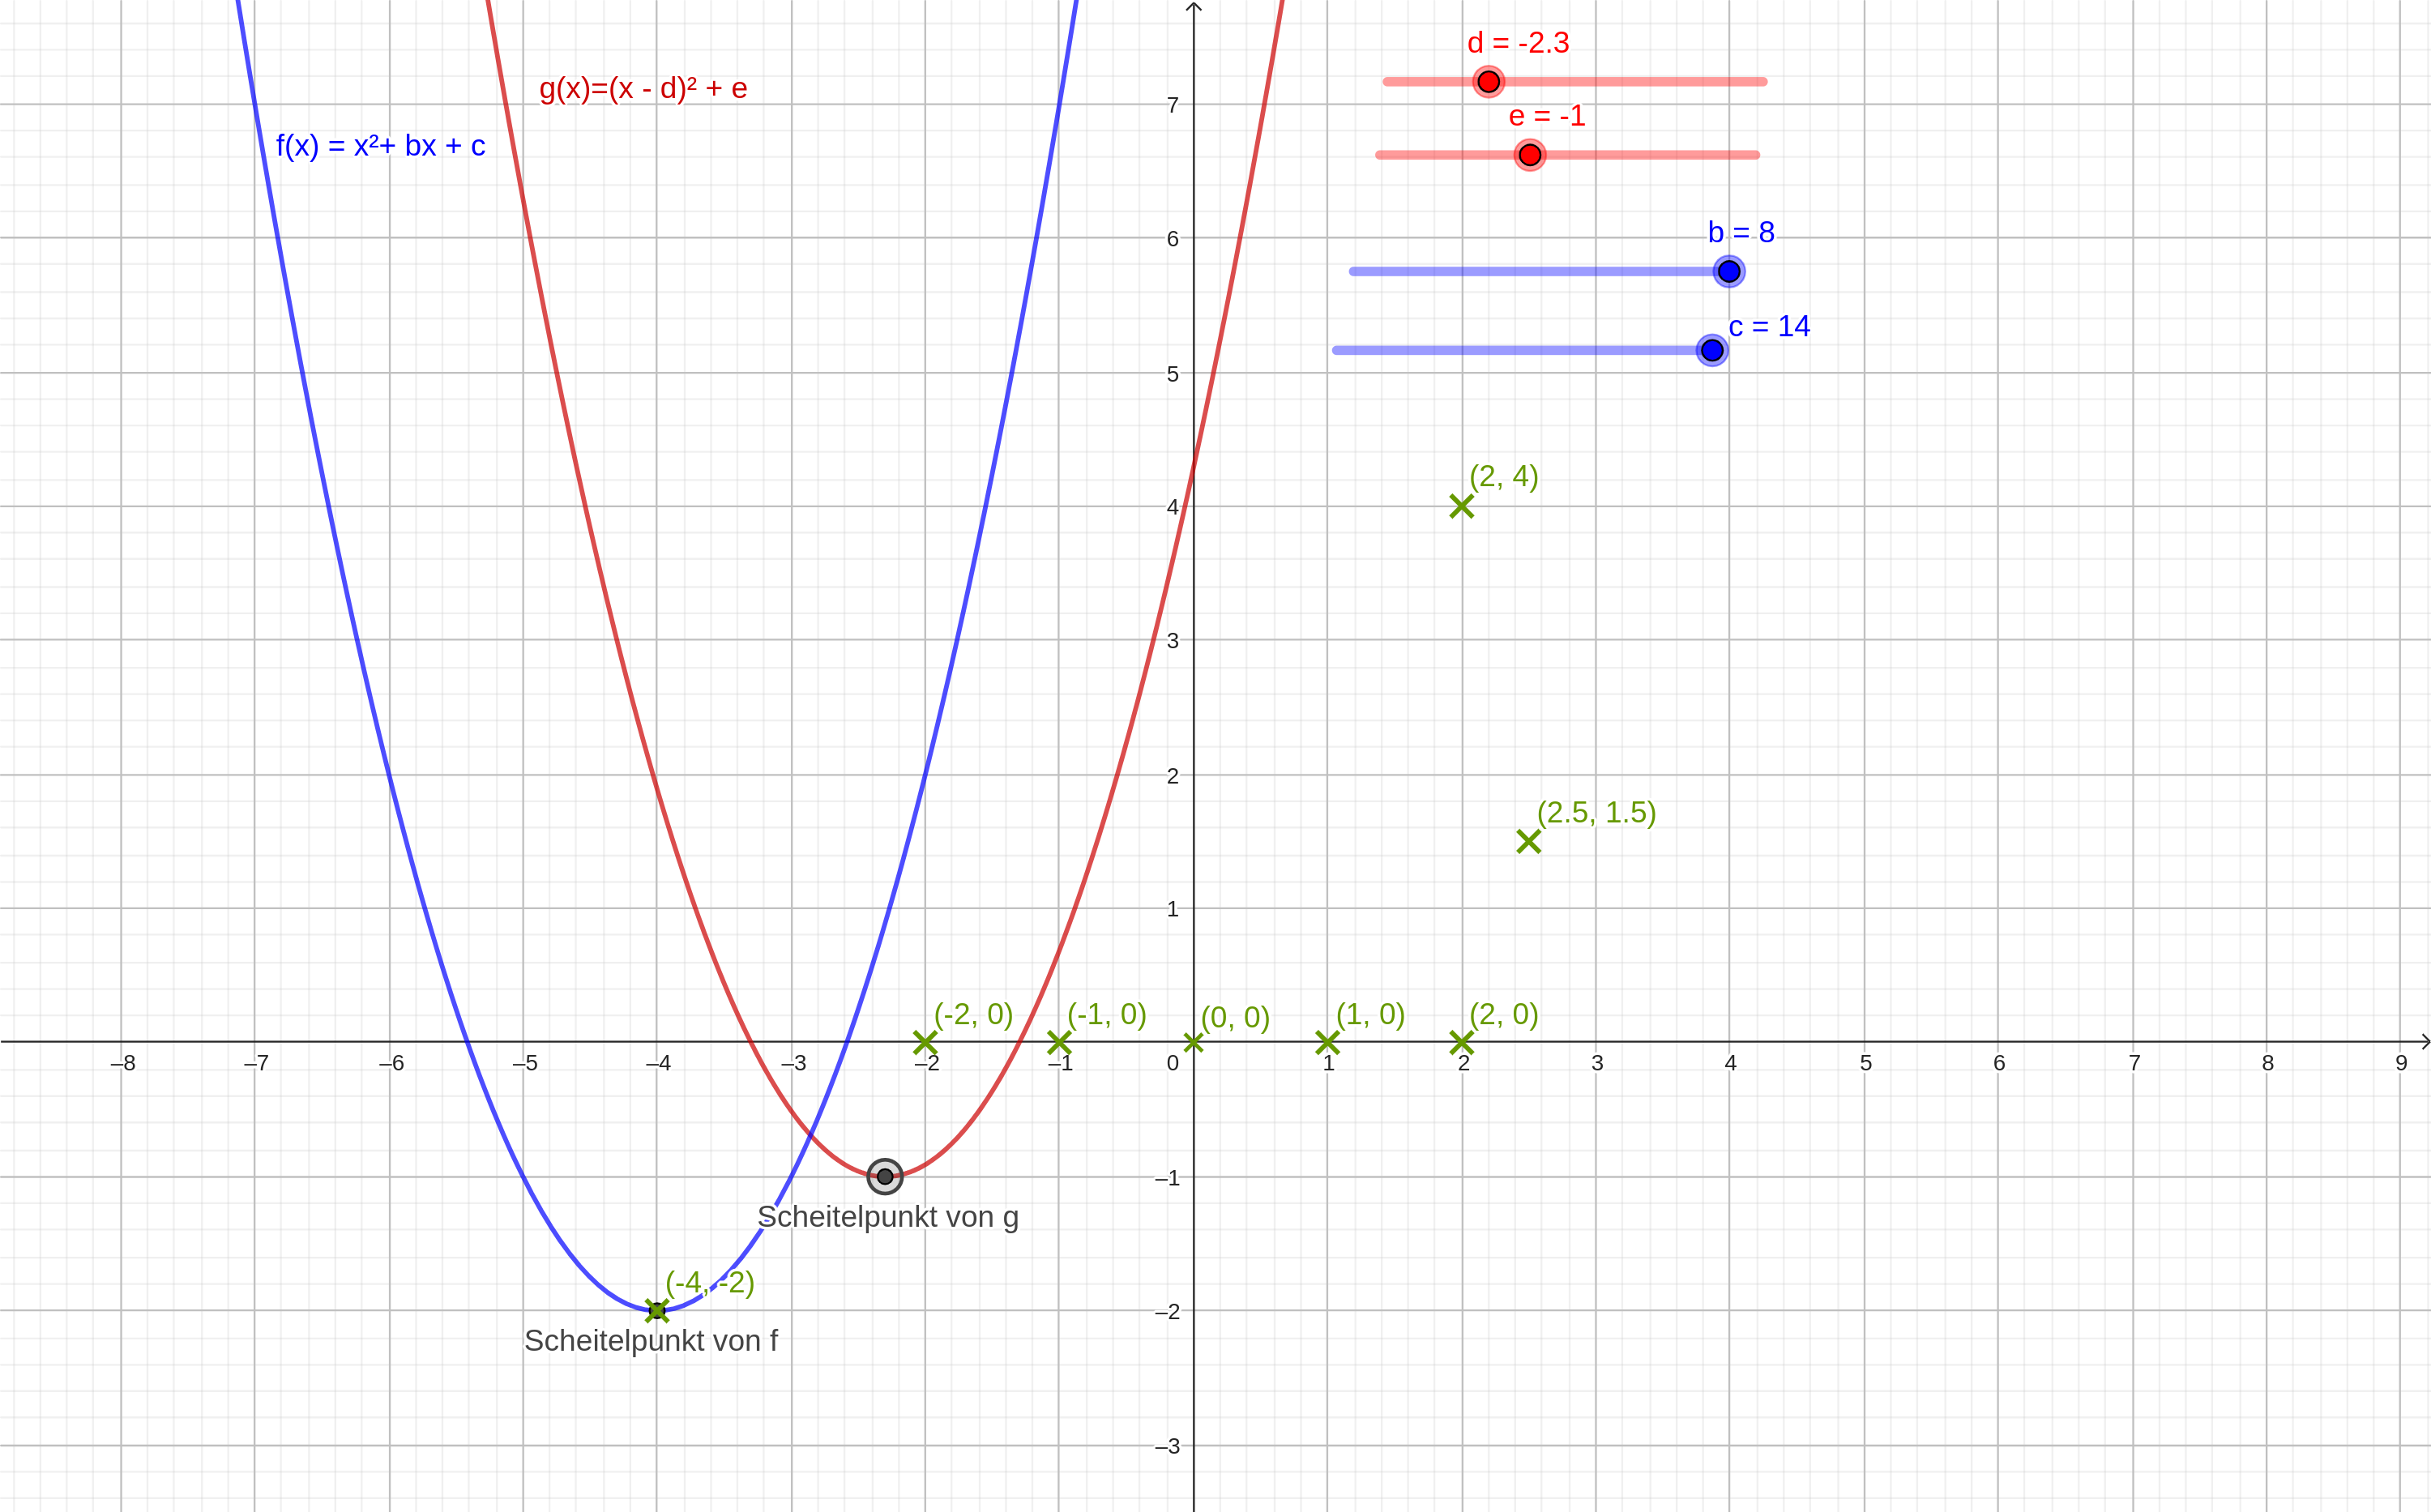 d = -2.3
g(x)=(x - d)² + e
7
e = -1
f(x) = x²+ bx + c
b = 8
6
c = 14
5
(2, 4)
4
3
2
(2.5, 1.5)
1
(-2, 0)
(-1, 0)
(0, 0)
(1, 0)
(2, 0)
–8 –7 –6 –5 –4 –3 –2 –1 0 1 2 3 4 5 6 7 8 9
–1
Scheitelpunkt von g
(-4, -2)
–2
Scheitelpunkt von f
–3